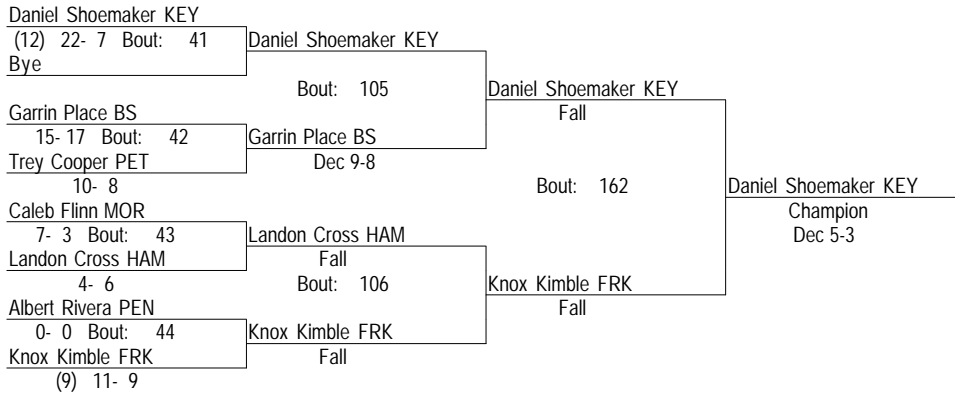 Daniel Shoemaker KEY
(12) 22- 7 Bout: 41
Bye
Daniel Shoemaker KEY
Bout: 105
Garrin Place BS
15- 17 Bout: 42
Trey Cooper PET
10- 8
Garrin Place BS
Dec 9-8
Daniel Shoemaker KEY
Fall
Bout: 162
Caleb Flinn MOR
7- 3 Bout: 43
Landon Cross HAM
4- 6
Landon Cross HAM
Fall
Bout: 106
Albert Rivera PEN
0- 0 Bout: 44
Knox Kimble FRK
(9) 11- 9
Knox Kimble FRK
Fall
Knox Kimble FRK
Fall
Daniel Shoemaker KEY
Champion
Dec 5-3